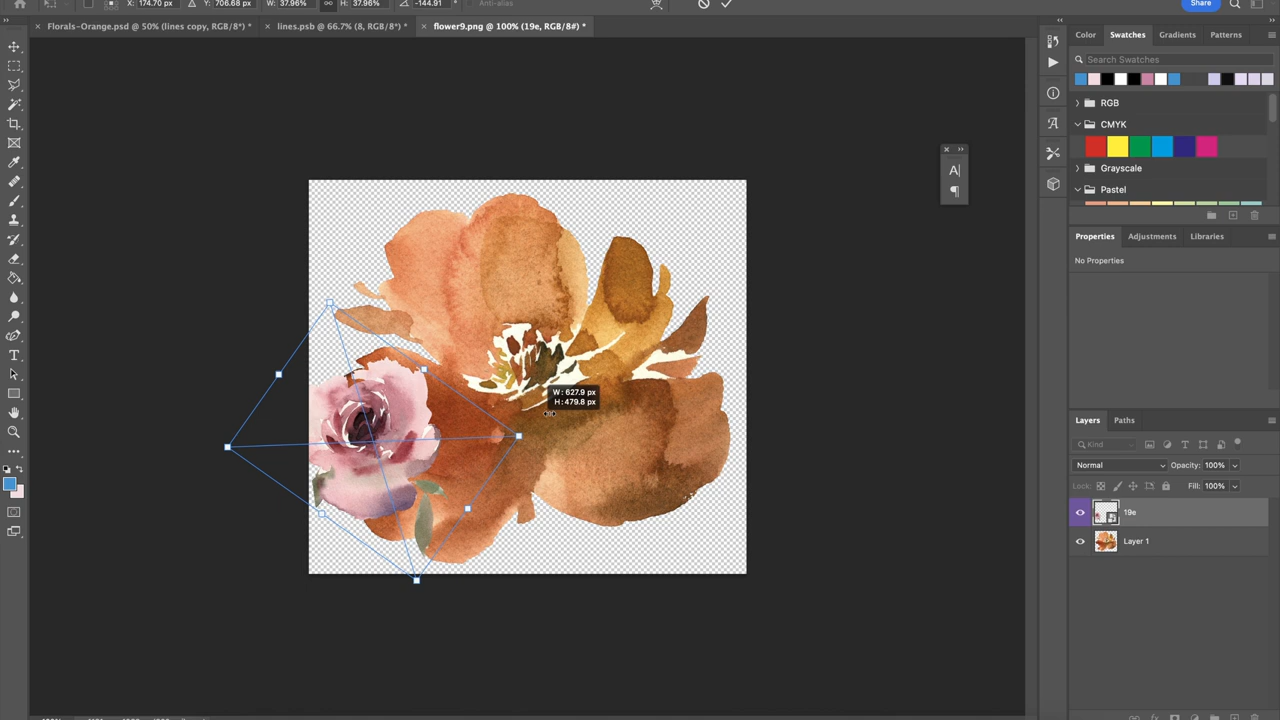 X: 174.70 px Y: 706.68 px W: 37.96% H: 37.96% -144.91 ° Anti-alias Share
Florals-Orange.psd @ 50% (lines copy, RGB/8*) * lines.psb @ 66.7% (8, RGB/8*) * flower9.png @ 100% (19e, RGB/8#) *
Color Swatches Gradients Patterns
Search Swatches
RGB
CMYK
Grayscale
Pastel
Properties Adjustments Libraries
No Properties
W: 627.9 px
H: 479.8 px
Layers Paths
Kind
Normal Opacity: 100%
Lock: Fill: 100%
19e
Layer 1